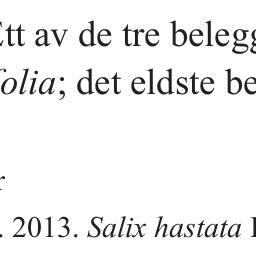 Ett av de tre belegg
folia; det eldste be
r
. 2013. Salix hastata